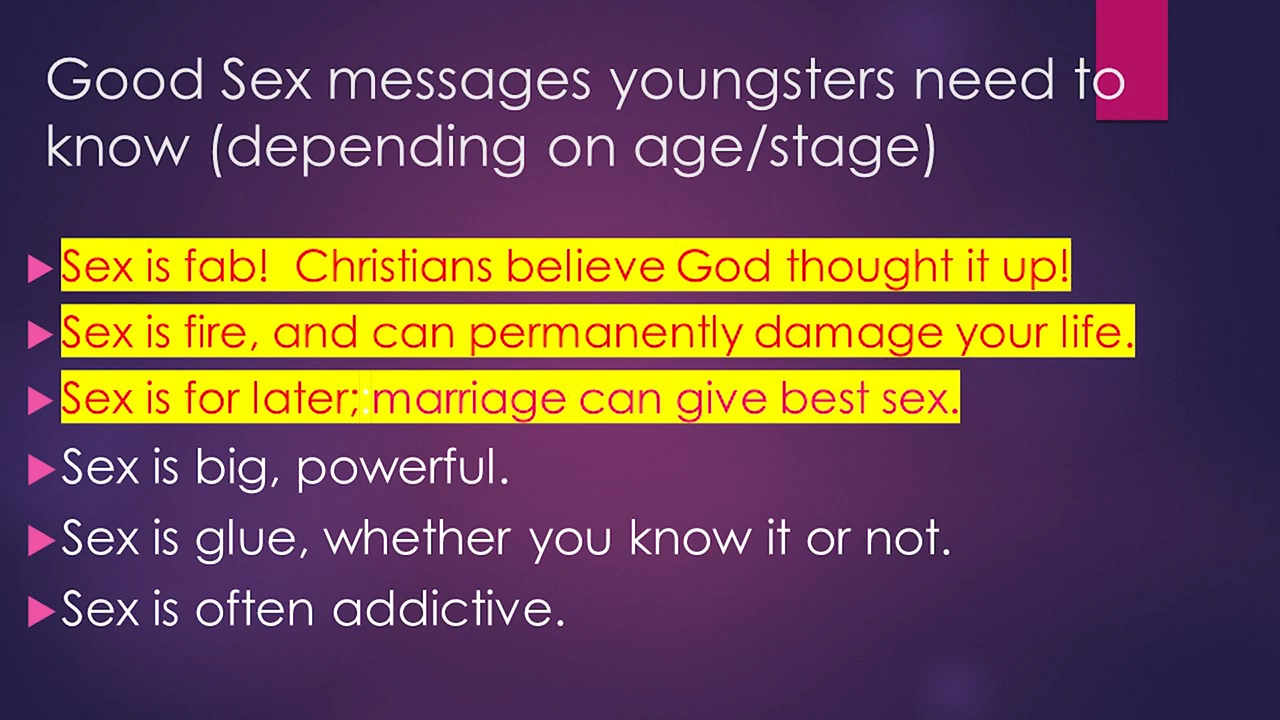 Good Sex messages youngsters need to
know (depending on age/stage)
Sex is fab!  Christians believe God thought it up!
Sex is fire, and can permanently damage your life.
Sex is for later;:marriage can give best sex.
Sex is big, powerful.
Sex is glue, whether you know it or not.
Sex is often addictive.